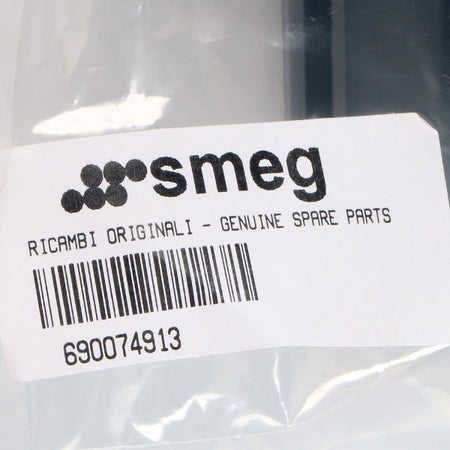 smeg
RICAMBI ORIGINALI - GENUINE SPARE PARTS
690074913